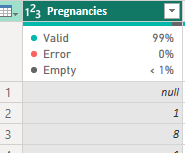 1²3 Pregnancies
Valid 99%
Error 0%
Empty < 1%
1 null
2 1
3 8